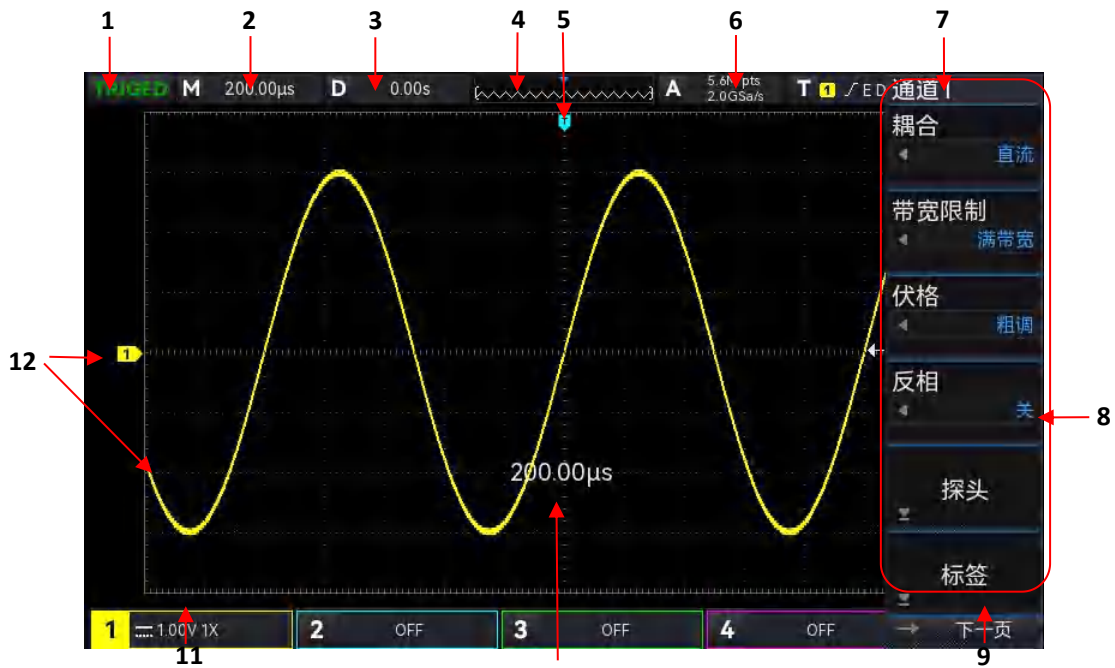 1 2 3 4 5 6 7
TRIGED M 200.00μs D 0.00s A 5.6M pts 2.0GSa/s T 1 ED
通道1
耦合
直流
带宽限制
满带宽
伏格
粗调
1
12
反相
关
8
200.00μs
探头
标签
1 1.00V 1X 2 OFF 3 OFF 4 OFF 下一页
11 9